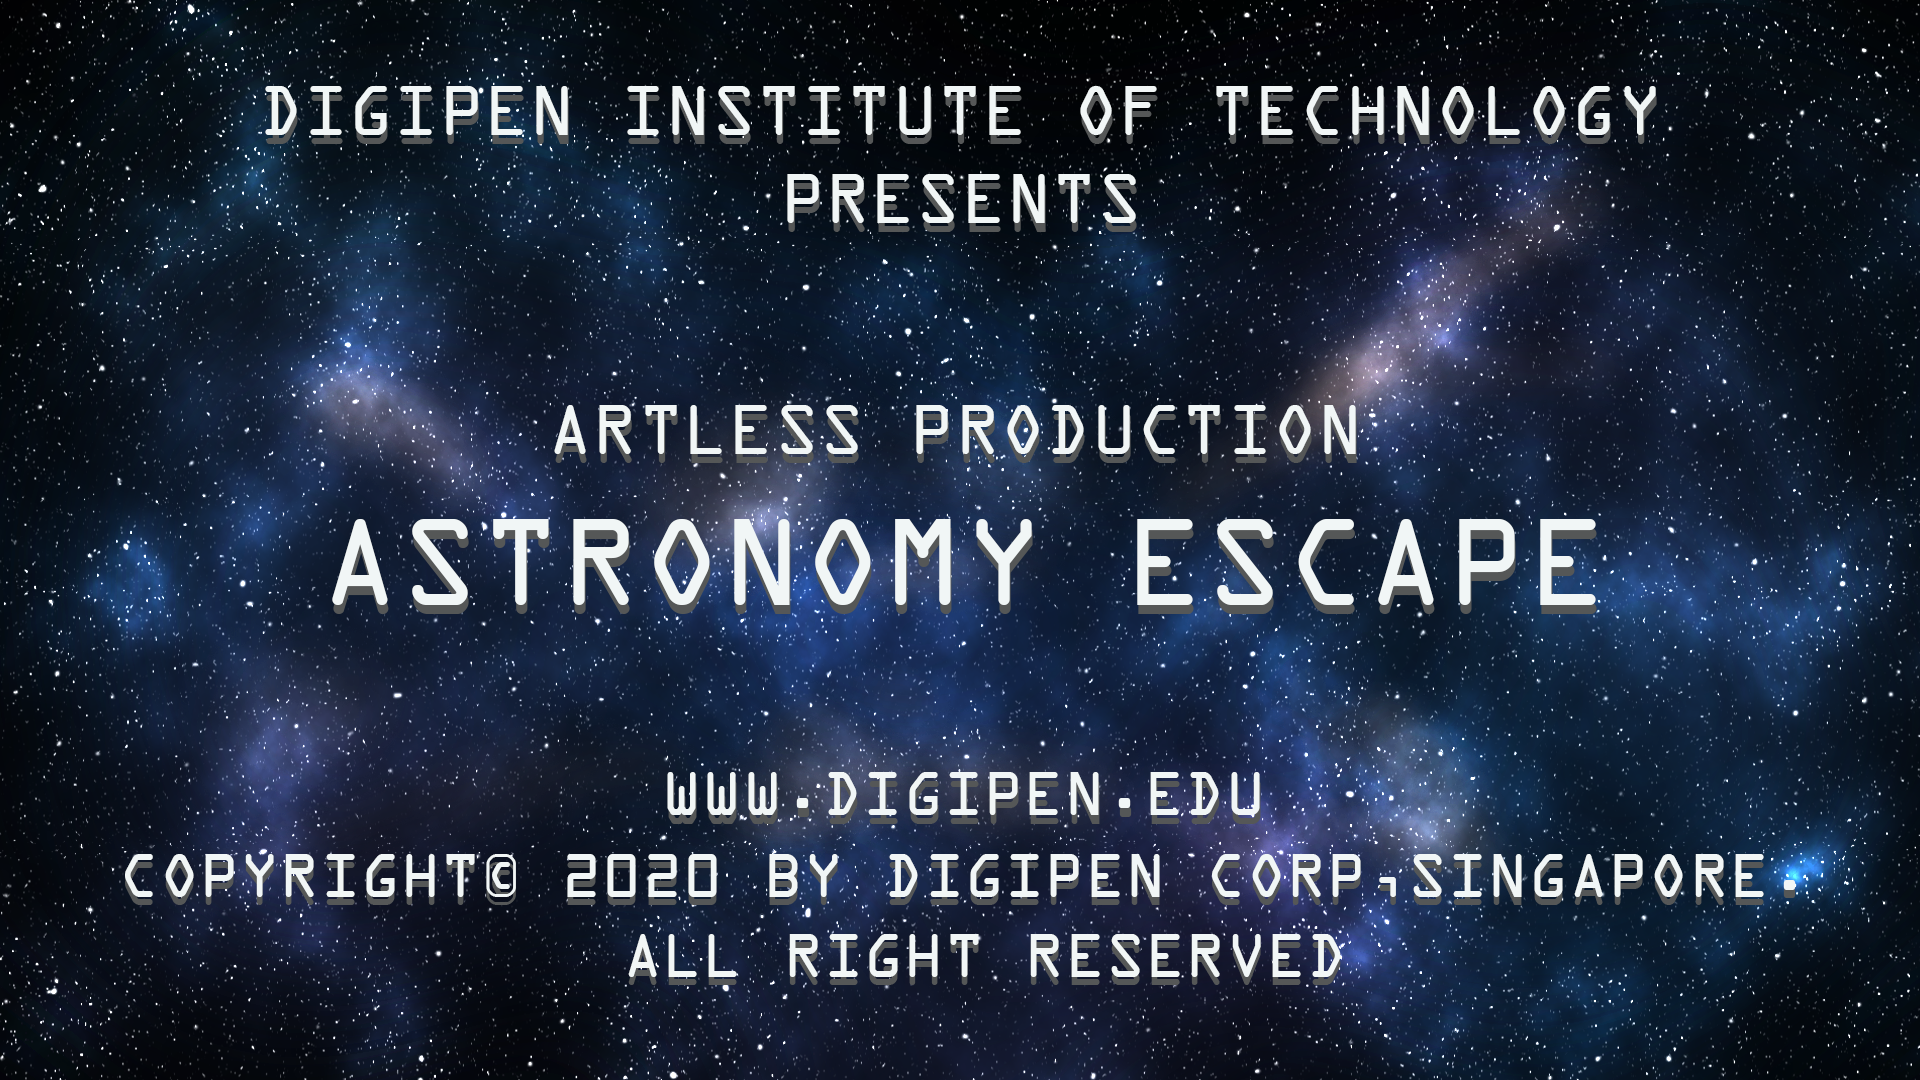 DIGIPEN INSTITUTE OF TECHNOLOGY
PRESENTS
ARTLESS PRODUCTION
ASTRONOMY ESCAPE
WWW.DIGIPEN.EDU
COPYRIGHT© 2020 BY DIGIPEN CORP,SINGAPORE.
ALL RIGHT RESERVED